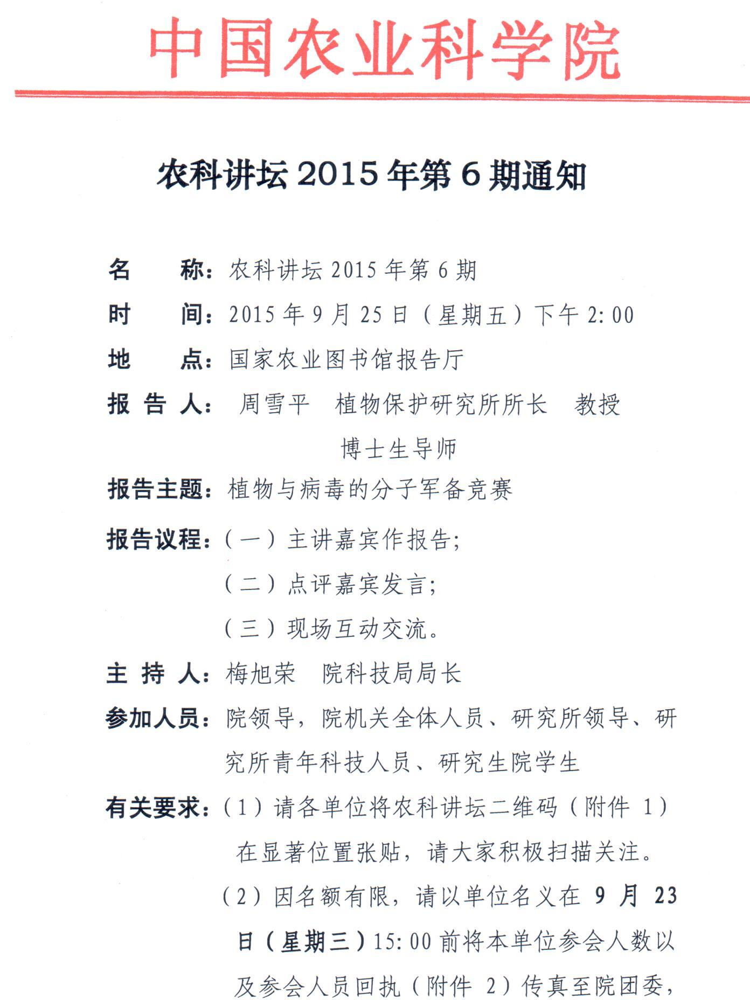 中国农业科学院
农科讲坛2015年第6期通知
名 称：农科讲坛2015年第6期
时 间：2015年9月25日（星期五）下午2:00
地 点：国家农业图书馆报告厅
报 告 人： 周雪平 植物保护研究所所长 教授
博士生导师
报告主题：植物与病毒的分子军备竞赛
报告议程：（一）主讲嘉宾作报告；
（二）点评嘉宾发言；
（三）现场互动交流。
主 持 人：梅旭荣 院科技局局长
参加人员：院领导，院机关全体人员、研究所领导、研
究所青年科技人员、研究生院学生
有关要求：（1）请各单位将农科讲坛二维码（附件 1）
在显著位置张贴，请大家积极扫描关注。
（2）因名额有限，请以单位名义在 9 月 23
日（星期三）15:00前将本单位参会人数以
及参会人员回执（附件 2）传真至院团委，